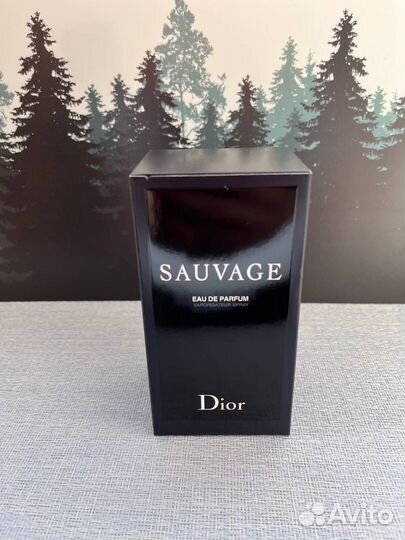 SAUVAGE
EAU DE PARFUM
VAPORISATEUR SPRAY
Dior
Avito